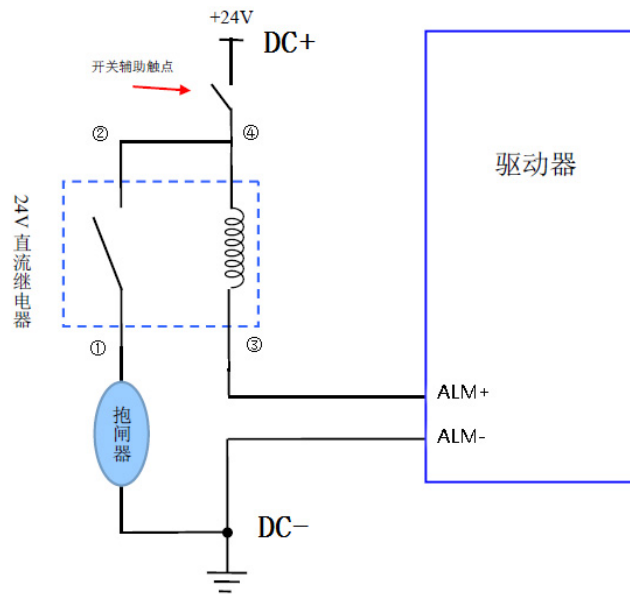 +24V
DC+
开关辅助触点
②
④
驱动器
24V 直流继电器
①
③
ALM+
抱闸器
ALM-
DC-